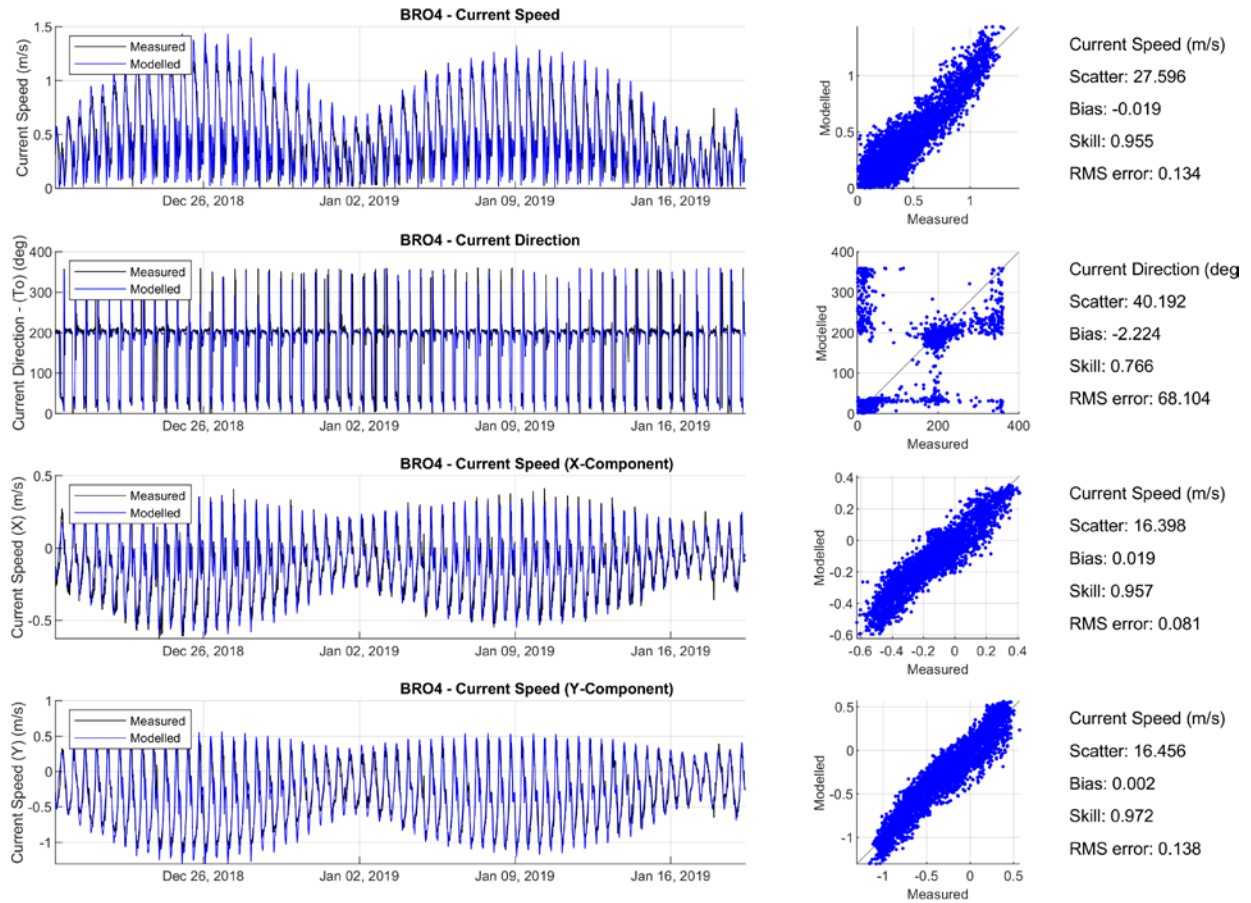 BRO4 - Current Speed
Current Speed (m/s)
1.5
1
0.5
0
Measured
Modelled
Dec 26, 2018
Jan 02, 2019
Jan 09, 2019
Jan 16, 2019
Modelled
1
0.5
0
0
0.5
1
Measured
Current Speed (m/s)
Scatter: 27.596
Bias: -0.019
Skill: 0.955
RMS error: 0.134
BRO4 - Current Direction
Current Direction - (To) (deg)
400
300
200
100
0
Measured
Modelled
Dec 26, 2018
Jan 02, 2019
Jan 09, 2019
Jan 16, 2019
Modelled
400
300
200
100
0
0
200
400
Measured
Current Direction (deg
Scatter: 40.192
Bias: -2.224
Skill: 0.766
RMS error: 68.104
BRO4 - Current Speed (X-Component)
Current Speed (X) (m/s)
0.5
0
-0.5
Measured
Modelled
Dec 26, 2018
Jan 02, 2019
Jan 09, 2019
Jan 16, 2019
Modelled
0.4
0.2
0
-0.2
-0.4
-0.6
-0.6
-0.4
-0.2
0
0.2
0.4
Measured
Current Speed (m/s)
Scatter: 16.398
Bias: 0.019
Skill: 0.957
RMS error: 0.081
BRO4 - Current Speed (Y-Component)
Current Speed (Y) (m/s)
1
0.5
0
-0.5
-1
Measured
Modelled
Dec 26, 2018
Jan 02, 2019
Jan 09, 2019
Jan 16, 2019
Modelled
0.5
0
-0.5
-1
-1
-0.5
0
0.5
Measured
Current Speed (m/s)
Scatter: 16.456
Bias: 0.002
Skill: 0.972
RMS error: 0.138